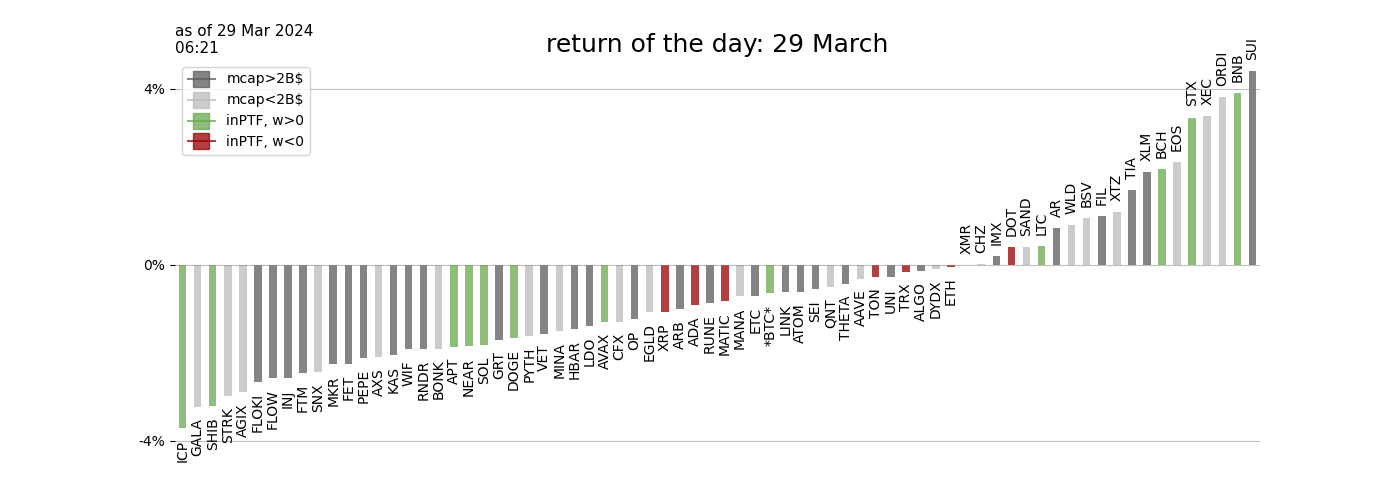 as of 29 Mar 2024
06:21
return of the day: 29 March
mcap>2B$
mcap<2B$
inPTF, w>0
inPTF, w<0
4%
0%
-4%
ICP
GALA
SHIB
STRK
AGIX
FLOKI
FLOW
INJ
FTM
SNX
MKR
FET
PEPE
AXS
KAS
WIF
RNDR
BONK
APT
NEAR
SOL
GRT
DOGE
PYTH
VET
MINA
HBAR
LDO
AVAX
CFX
OP
EGLD
XRP
ARB
ADA
RUNE
MATIC
MANA
ETC
*BTC*
LINK
ATOM
SEI
QNT
THETA
AAVE
TON
UNI
TRX
ALGO
DYDX
ETH
XMR
CHZ
IMX
DOT
SAND
LTC
AR
WLD
BSV
FIL
XTZ
TIA
XLM
BCH
EOS
STX
XEC
ORDI
BNB
SUI